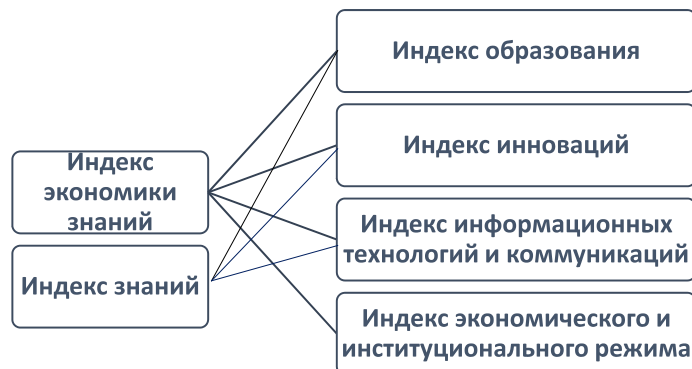 Индекс
экономики
знаний
Индекс знаний
Индекс образования
Индекс инноваций
Индекс информационных
технологий и коммуникаций
Индекс экономического и
институционального режима